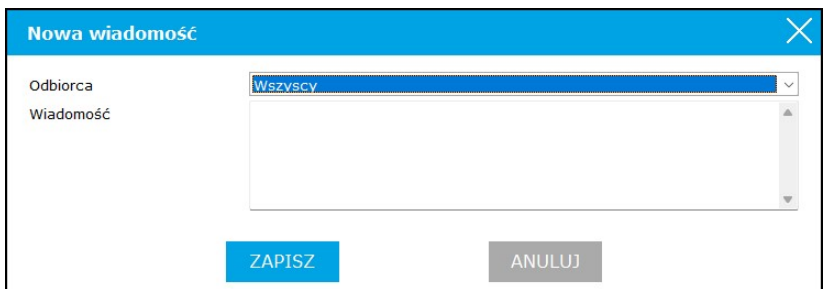 Nowa wiadomość
Odbiorca
Wszyscy
Wiadomość
ZAPISZ
ANULUJ